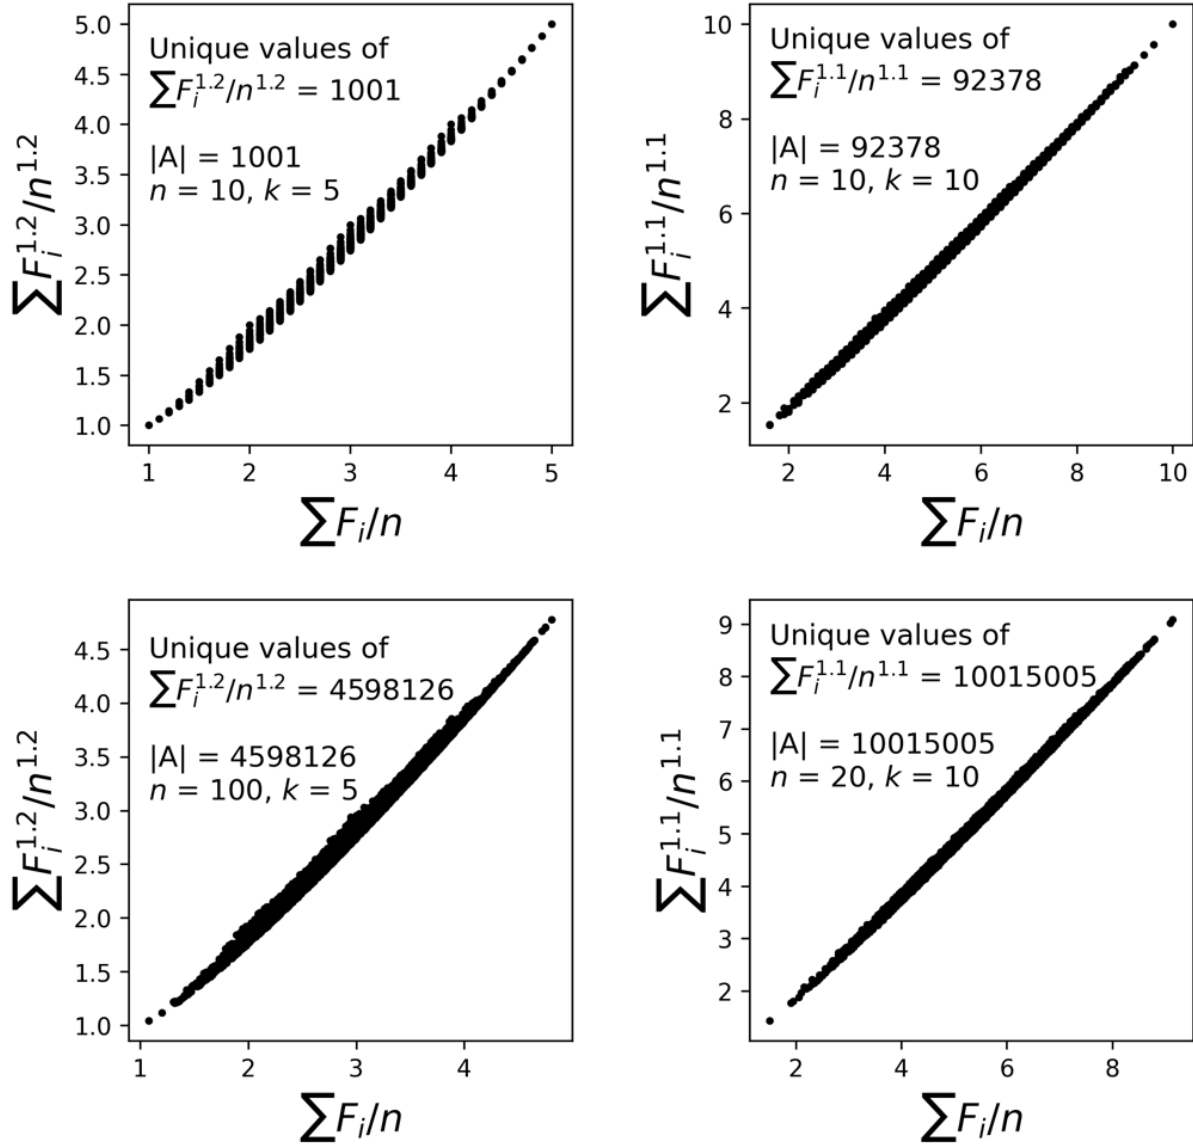 Unique values of
∑F_i^{1.2}/n^{1.2} = 1001
|A| = 1001
n = 10, k = 5
5.0
4.5
4.0
3.5
3.0
2.5
2.0
1.5
1.0
∑F_i^{1.2}/n^{1.2}
1 2 3 4 5
∑F_i/n
Unique values of
∑F_i^{1.1}/n^{1.1} = 92378
|A| = 92378
n = 10, k = 10
10
8
6
4
2
∑F_i^{1.1}/n^{1.1}
2 4 6 8 10
∑F_i/n
Unique values of
∑F_i^{1.2}/n^{1.2} = 4598126
|A| = 4598126
n = 100, k = 5
4.5
4.0
3.5
3.0
2.5
2.0
1.5
1.0
∑F_i^{1.2}/n^{1.2}
1 2 3 4
∑F_i/n
Unique values of
∑F_i^{1.1}/n^{1.1} = 10015005
|A| = 10015005
n = 20, k = 10
9
8
7
6
5
4
3
2
∑F_i^{1.1}/n^{1.1}
2 4 6 8
∑F_i/n